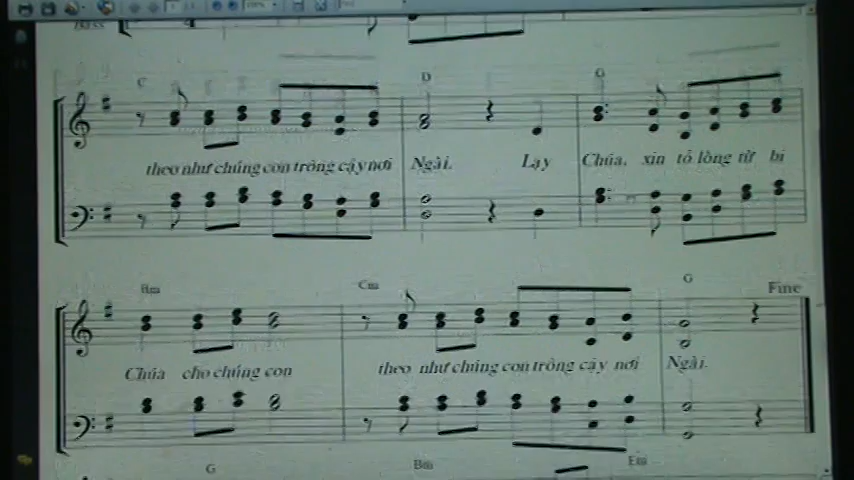 Bass
C D G
theo như chúng con trông cậy nơi Ngài. Lạy Chúa, xin tỏ lòng từ bi
Bm Cm G Fine
Chúa cho chúng con theo như chúng con trông cậy nơi Ngài.
G Bm Em